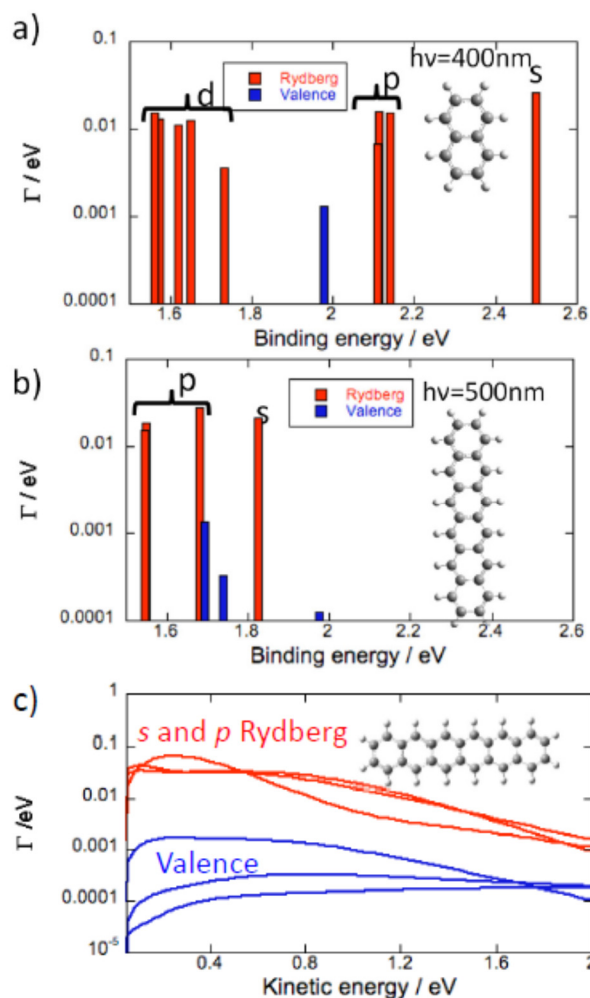 a)
0.1
0.01
0.001
0.0001
Γ / eV
d
Rydberg
Valence
p
hν=400nm
s
1.6 1.8 2 2.2 2.4 2.6
Binding energy / eV
b)
0.1
0.01
0.001
0.0001
Γ / eV
p
s
Rydberg
Valence
hν=500nm
1.6 1.8 2 2.2 2.4 2.6
Binding energy / eV
c)
1
0.1
0.01
0.001
0.0001
10⁻⁵
Γ /eV
s and p Rydberg
Valence
0.4 0.8 1.2 1.6 2
Kinetic energy / eV